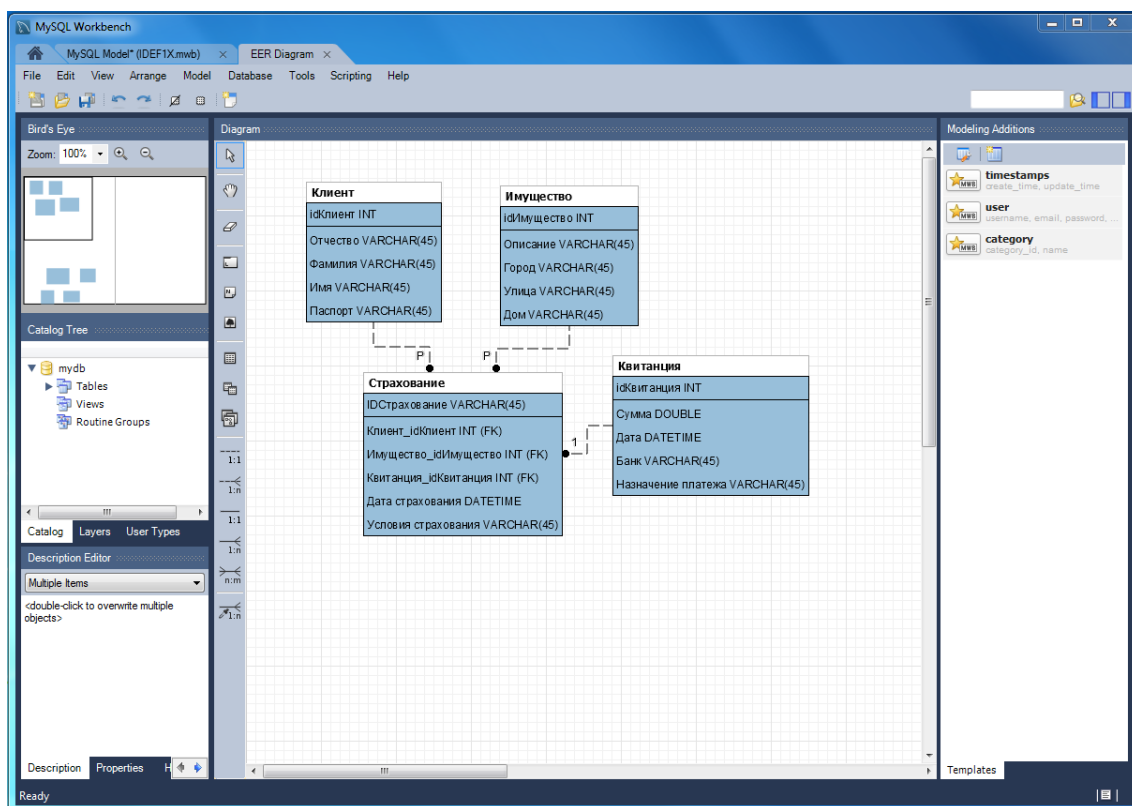 MySQL Workbench
MySQL Model* (IDEF1X.mwb)
EER Diagram
File Edit View Arrange Model Database Tools Scripting Help
Bird's Eye
Zoom: 100%
Catalog Tree
mydb
Tables
Views
Routine Groups
Catalog Layers User Types
Description Editor
Multiple Items
<double-click to overwrite multiple
objects>
Description Properties H
Ready
Diagram
1:1
1:n
1:1
1:n
n:m
1:n
Клиент
idКлиент INT
Отчество VARCHAR(45)
Фамилия VARCHAR(45)
Имя VARCHAR(45)
Паспорт VARCHAR(45)
Имущество
idИмущество INT
Описание VARCHAR(45)
Город VARCHAR(45)
Улица VARCHAR(45)
Дом VARCHAR(45)
P
P
Страхование
IDСтрахование VARCHAR(45)
Клиент_idКлиент INT (FK)
Имущество_idИмущество INT (FK)
Квитанция_idКвитанция INT (FK)
Дата страхования DATETIME
Условия страхования VARCHAR(45)
1
Квитанция
idКвитанция INT
Сумма DOUBLE
Дата DATETIME
Банк VARCHAR(45)
Назначение платежа VARCHAR(45)
Modeling Additions
MWB
timestamps
create_time, update_time
MWB
user
username, email, password, ...
MWB
category
category_id, name
Templates